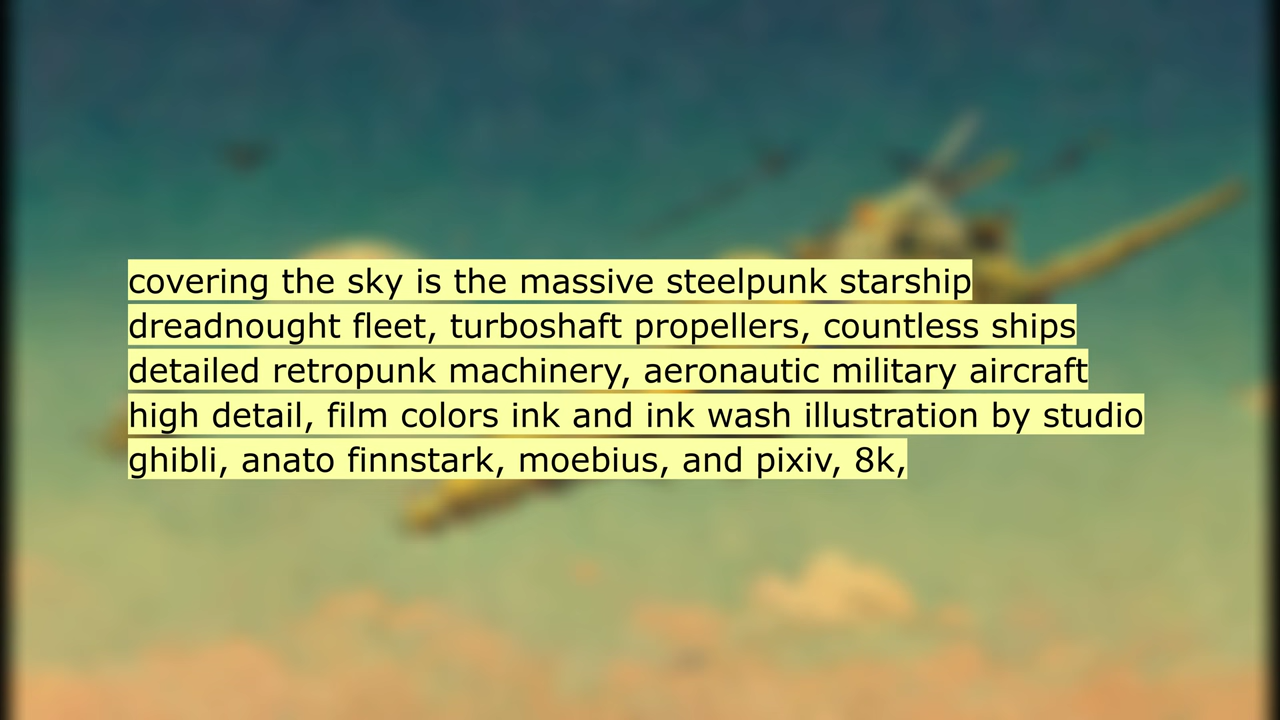 covering the sky is the massive steelpunk starship
dreadnought fleet, turboshaft propellers, countless ships
detailed retropunk machinery, aeronautic military aircraft
high detail, film colors ink and ink wash illustration by studio
ghibli, anato finnstark, moebius, and pixiv, 8k,